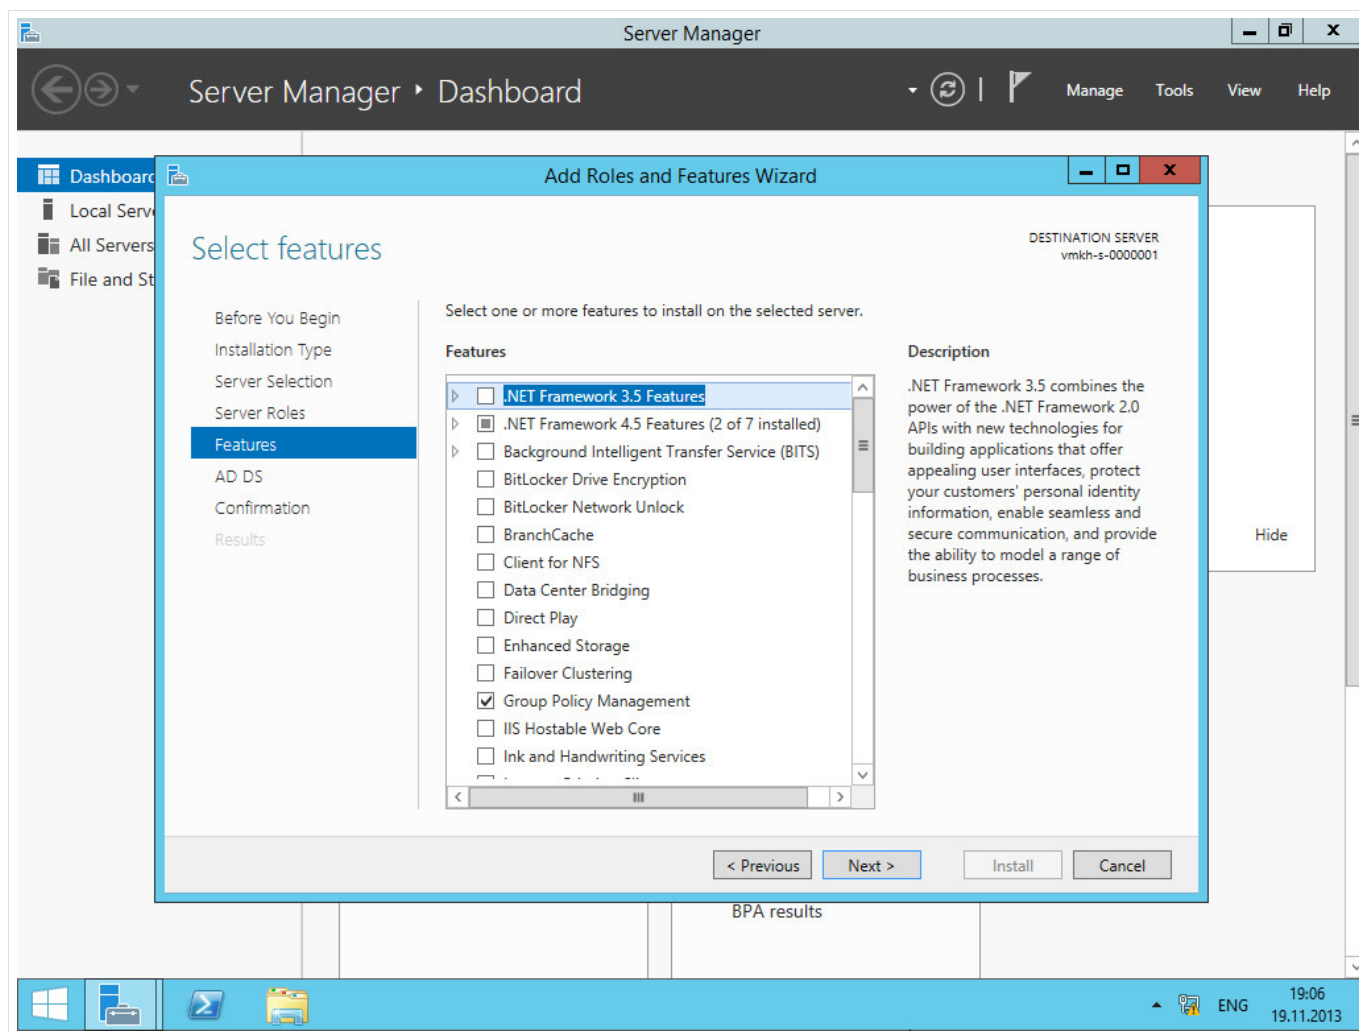 Server Manager
Server Manager
Dashboard
Manage
Tools
View
Help
Dashboard
Local Serve
All Servers
File and St
Add Roles and Features Wizard
Select features
DESTINATION SERVER
vmkh-s-0000001
Before You Begin
Installation Type
Server Selection
Server Roles
Features
AD DS
Confirmation
Results
Select one or more features to install on the selected server.
Features
.NET Framework 3.5 Features
.NET Framework 4.5 Features (2 of 7 installed)
Background Intelligent Transfer Service (BITS)
BitLocker Drive Encryption
BitLocker Network Unlock
BranchCache
Client for NFS
Data Center Bridging
Direct Play
Enhanced Storage
Failover Clustering
Group Policy Management
IIS Hostable Web Core
Ink and Handwriting Services
Description
.NET Framework 3.5 combines the
power of the .NET Framework 2.0
APIs with new technologies for
building applications that offer
appealing user interfaces, protect
your customers' personal identity
information, enable seamless and
secure communication, and provide
the ability to model a range of
business processes.
Hide
< Previous
Next >
Install
Cancel
BPA results
ENG
19:06
19.11.2013